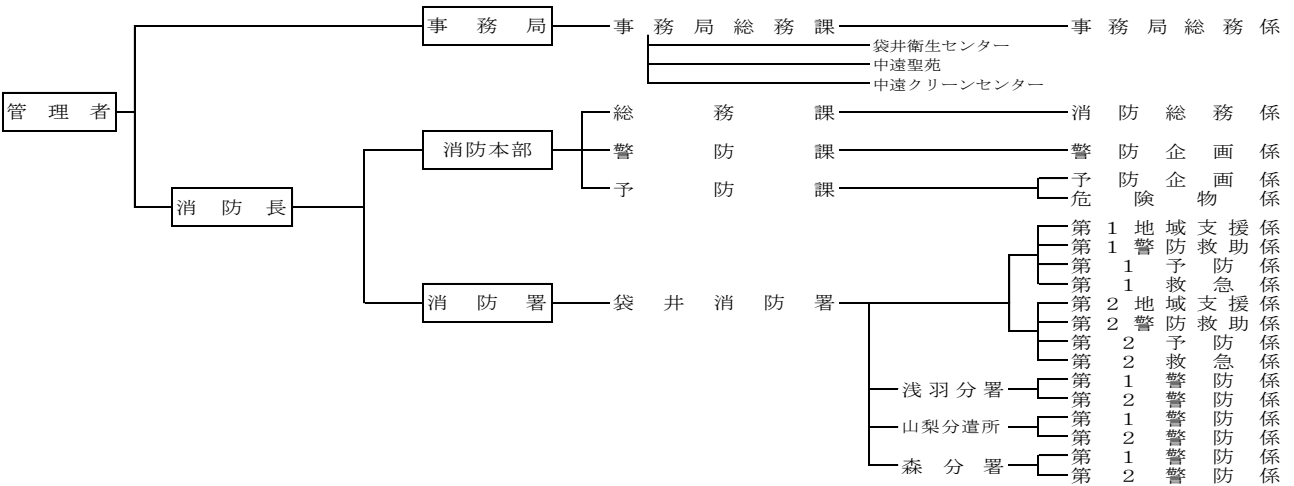 事務局 事務局総務課 事務局総務係
袋井衛生センター
中遠聖苑
中遠クリーンセンター
管理者 総務課 消防総務係
消防本部 警防課 警防企画係
予防課 予防企画係
危険物係
消防長
第1地域支援係
第1警防救助係
第1予防係
第1救急係
消防署 袋井消防署 第2地域支援係
第2警防救助係
第2予防係
第2救急係
浅羽分署 第1警防係
第2警防係
山梨分遣所 第1警防係
第2警防係
森分署 第1警防係
第2警防係